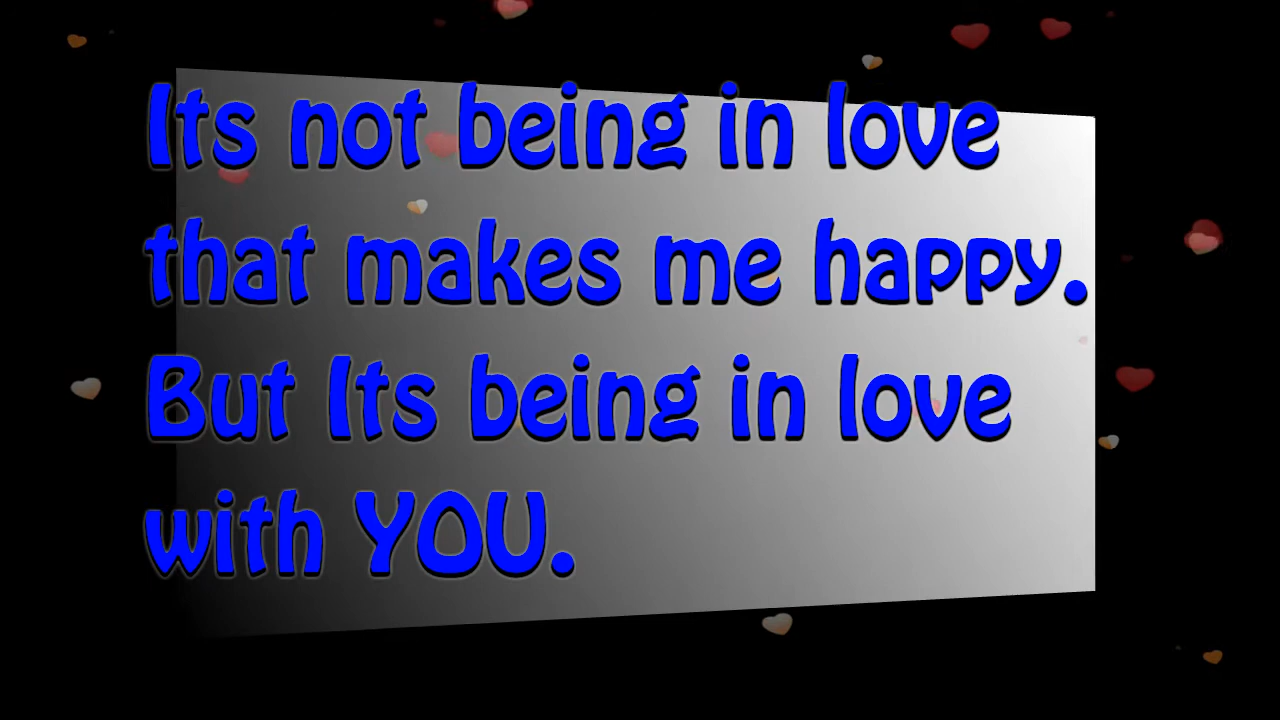 Its not being in love
that makes me happy.
But Its being in love
with YOU.